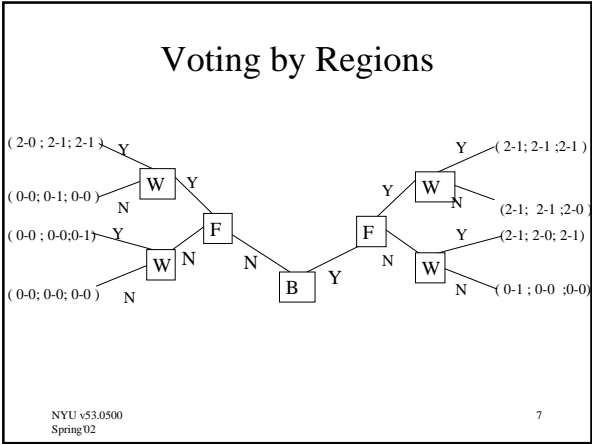 Voting by Regions
( 2-0 ; 2-1; 2-1 )
Y
Y
( 2-1; 2-1 ;2-1 )
W
Y
Y
W
( 0-0; 0-1; 0-0 )
N
N
(2-1; 2-1 ;2-0 )
( 0-0 ; 0-0;0-1)
Y
F
F
Y
(2-1; 2-0; 2-1)
W
N
N
Y
N
W
( 0-0; 0-0; 0-0 )
N
B
N
( 0-1 ; 0-0 ;0-0)
NYU v53.0500
Spring'02
7